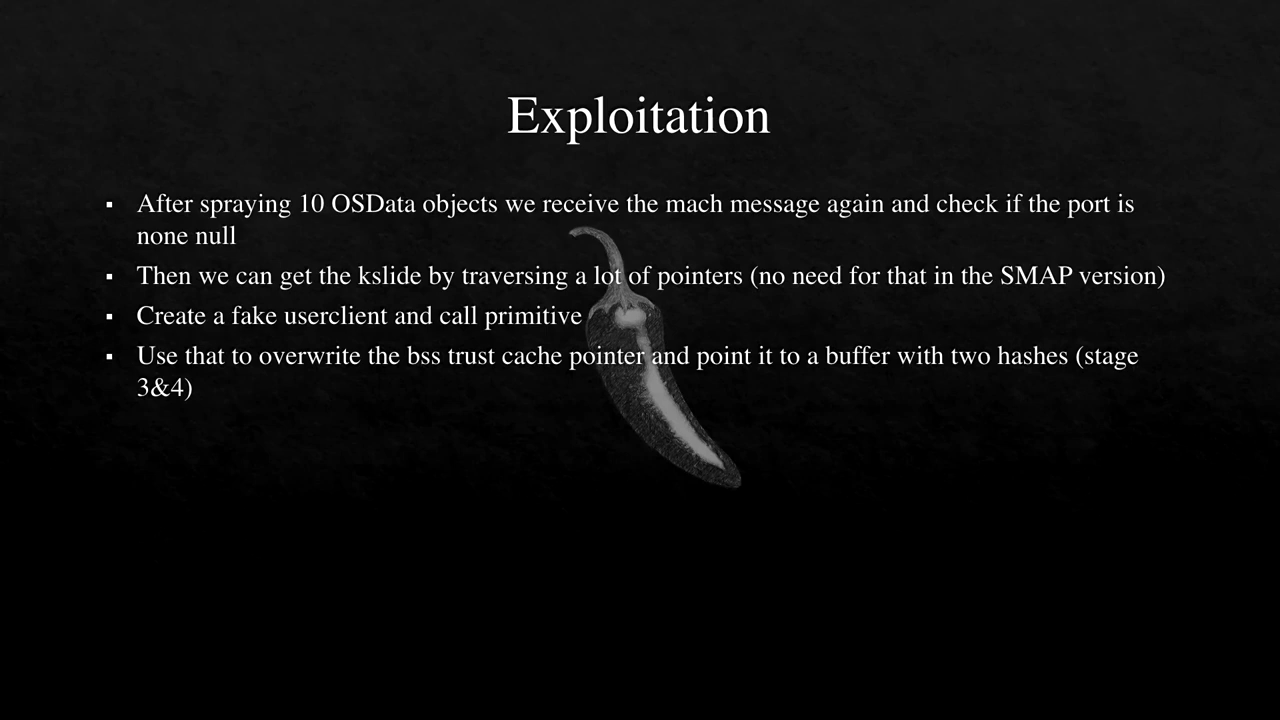 Exploitation
▪ After spraying 10 OSData objects we receive the mach message again and check if the port is
none null
▪ Then we can get the kslide by traversing a lot of pointers (no need for that in the SMAP version)
▪ Create a fake userclient and call primitive
▪ Use that to overwrite the bss trust cache pointer and point it to a buffer with two hashes (stage
3&4)